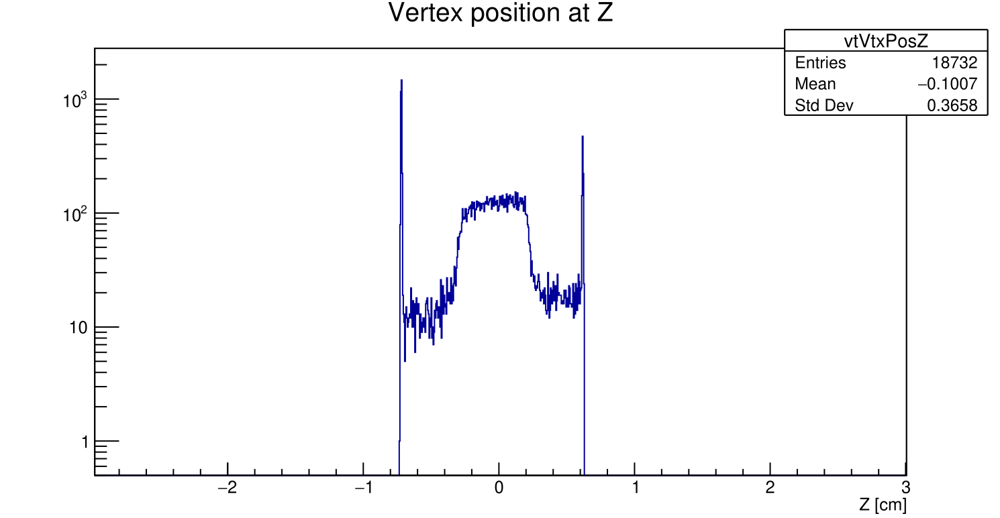 Vertex position at Z
vtVtxPosZ
Entries 18732
Mean −0.1007
Std Dev 0.3658
10³
10²
10
1
−2 −1 0 1 2 3
Z [cm]